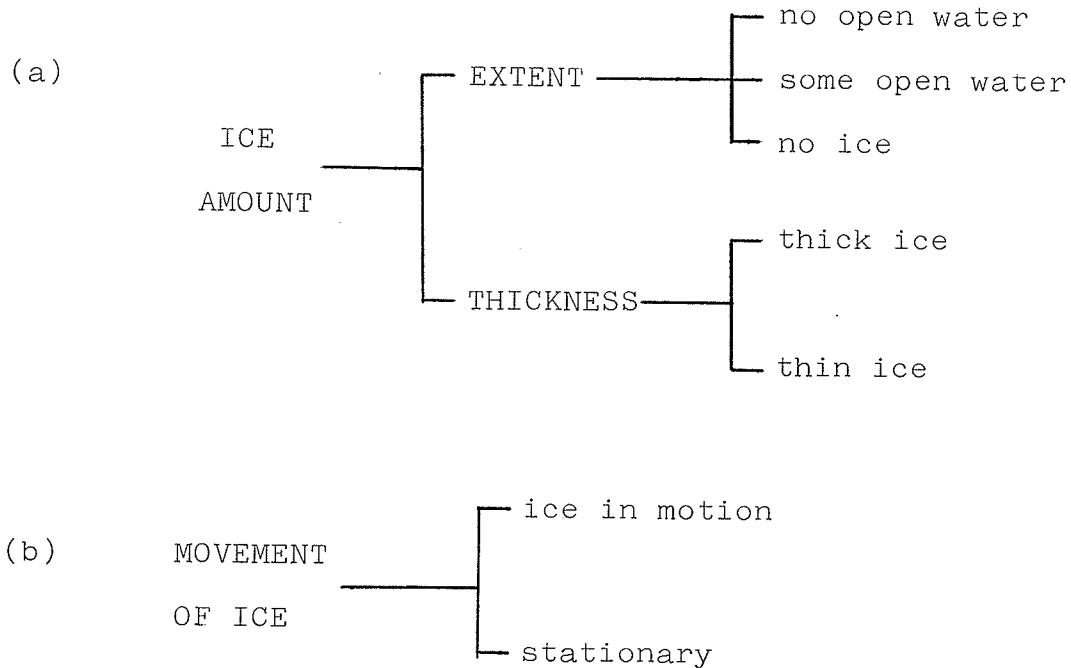 (a)
ICE
AMOUNT
EXTENT
no open water
some open water
no ice
THICKNESS
thick ice
thin ice
(b)
MOVEMENT
OF ICE
ice in motion
stationary